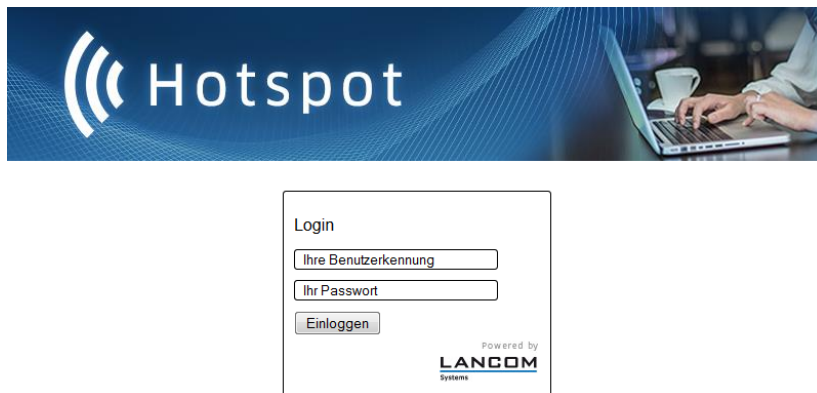 Hotspot
Login
Ihre Benutzerkennung
Ihr Passwort
Einloggen
Powered by
LANCOM
Systems